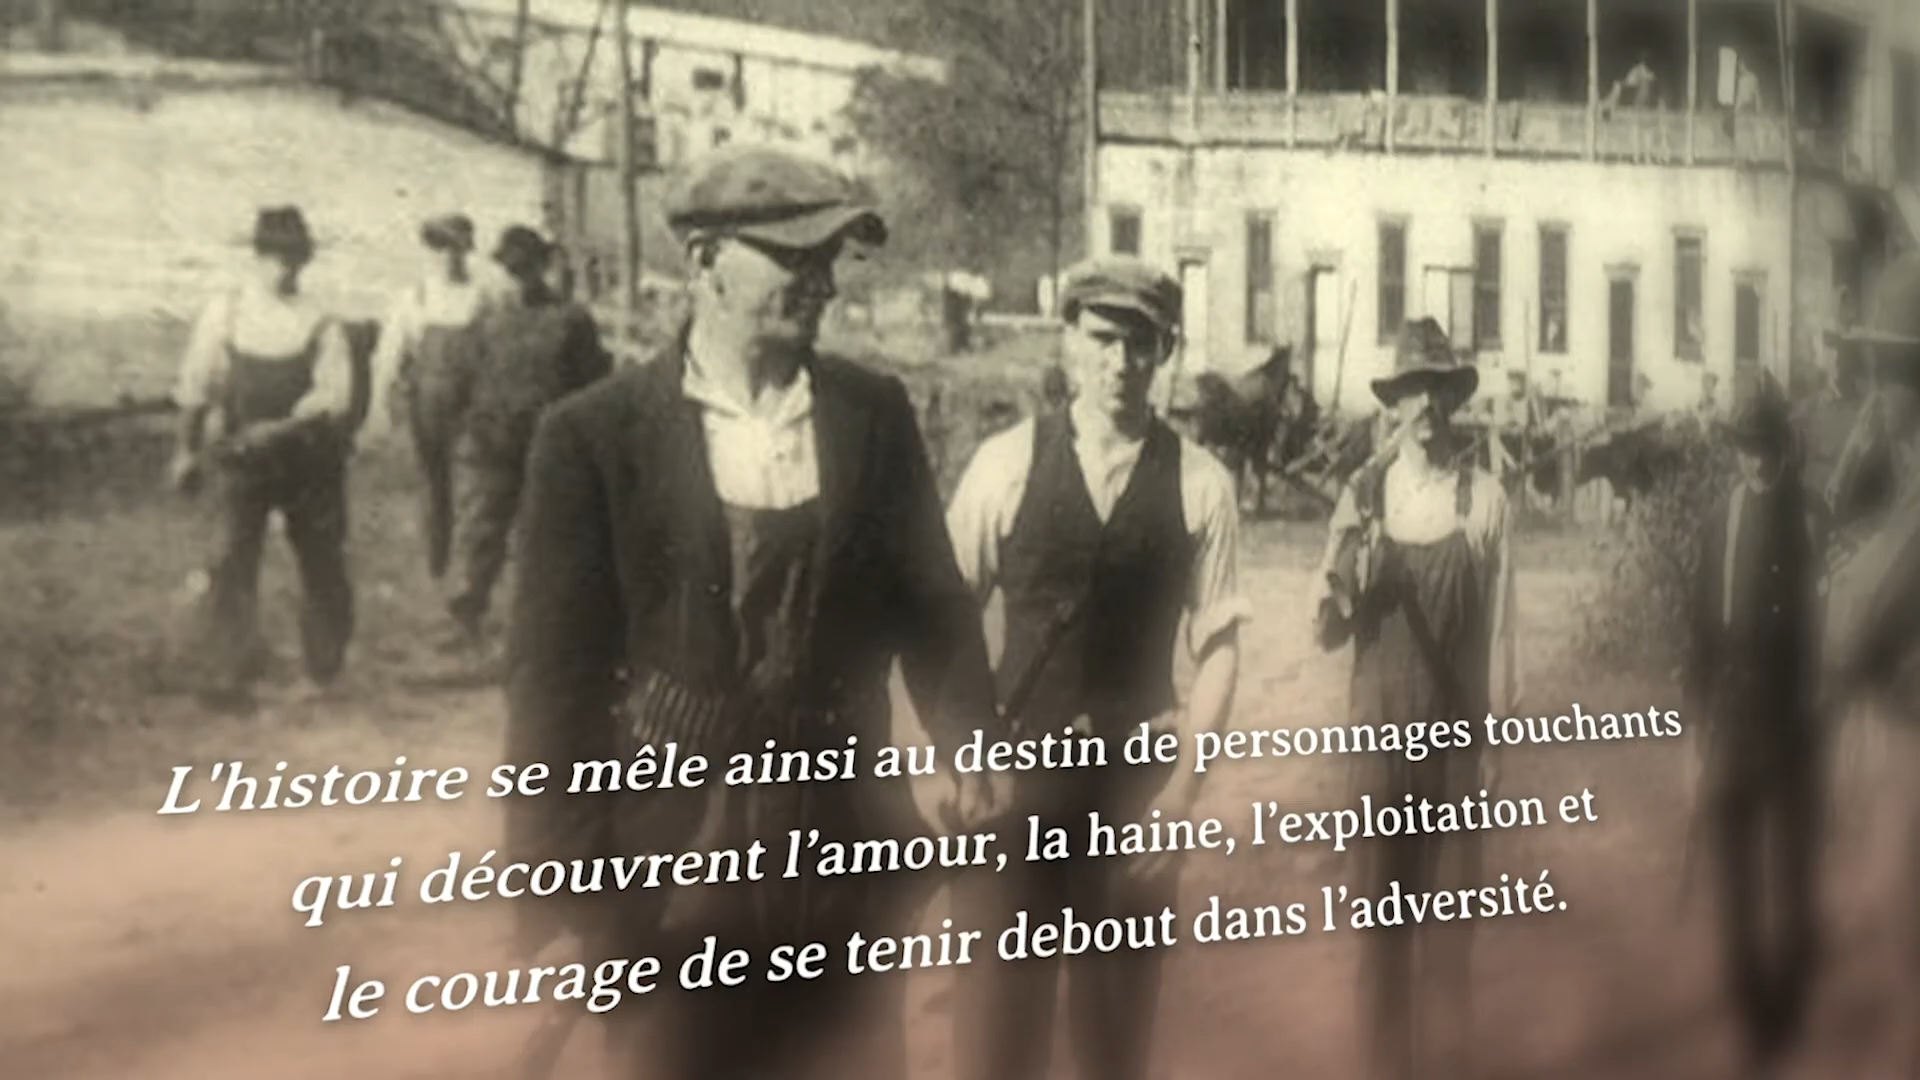 L'histoire se mêle ainsi au destin de personnages touchants
qui découvrent l’amour, la haine, l’exploitation et
le courage de se tenir debout dans l’adversité.